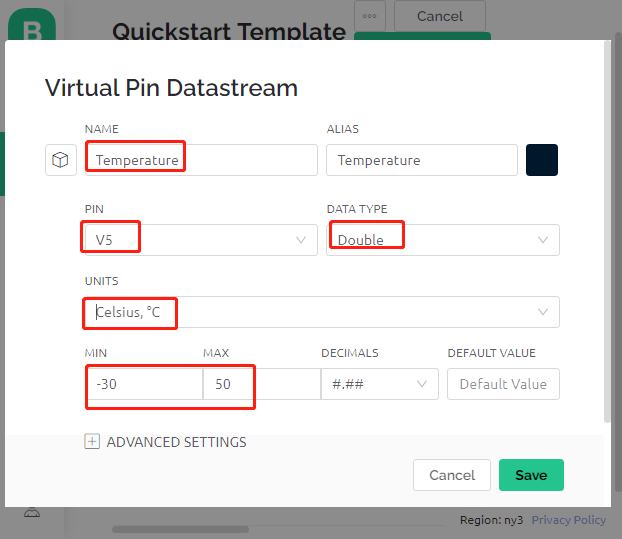 B
Quickstart Template
Cancel
Virtual Pin Datastream
NAME
ALIAS
Temperature
Temperature
PIN
DATA TYPE
V5
Double
UNITS
Celsius, °C
MIN
MAX
DECIMALS
DEFAULT VALUE
-30
50
#.##
Default Value
ADVANCED SETTINGS
Cancel
Save
Region: ny3
Privacy Policy